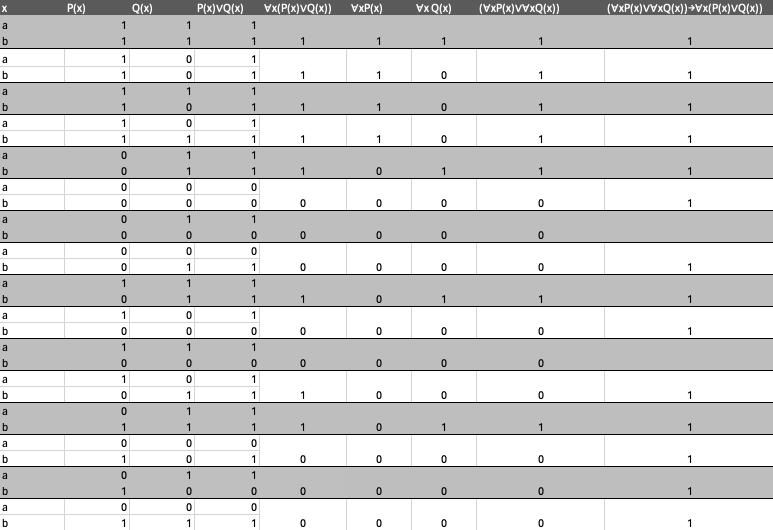 x P(x) Q(x) P(x)∨Q(x) ∀x(P(x)∨Q(x)) ∀xP(x) ∀x Q(x) (∀xP(x)∨∀xQ(x)) (∀xP(x)∨∀xQ(x))→∀x(P(x)∨Q(x))
a 1 1 1
b 1 1 1 1 1 1 1 1
a 1 0 1
b 1 0 1 1 1 0 1 1
a 1 1 1
b 1 0 1 1 1 0 1 1
a 1 0 1
b 1 1 1 1 1 0 1 1
a 0 1 1
b 0 1 1 1 0 1 1 1
a 0 0 0
b 0 0 0 0 0 0 0 1
a 0 1 1
b 0 0 0 0 0 0 0
a 0 0 0
b 0 1 1 0 0 0 0 1
a 1 1 1
b 0 1 1 1 0 1 1 1
a 1 0 1
b 0 0 0 0 0 0 0 1
a 1 1 1
b 0 0 0 0 0 0 0
a 1 0 1
b 0 1 1 1 0 0 0 1
a 0 1 1
b 1 1 1 1 0 1 1 1
a 0 0 0
b 1 0 1 0 0 0 0 1
a 0 1 1
b 1 0 0 0 0 0 0 1
a 0 0 0
b 1 1 1 0 0 0 0 1